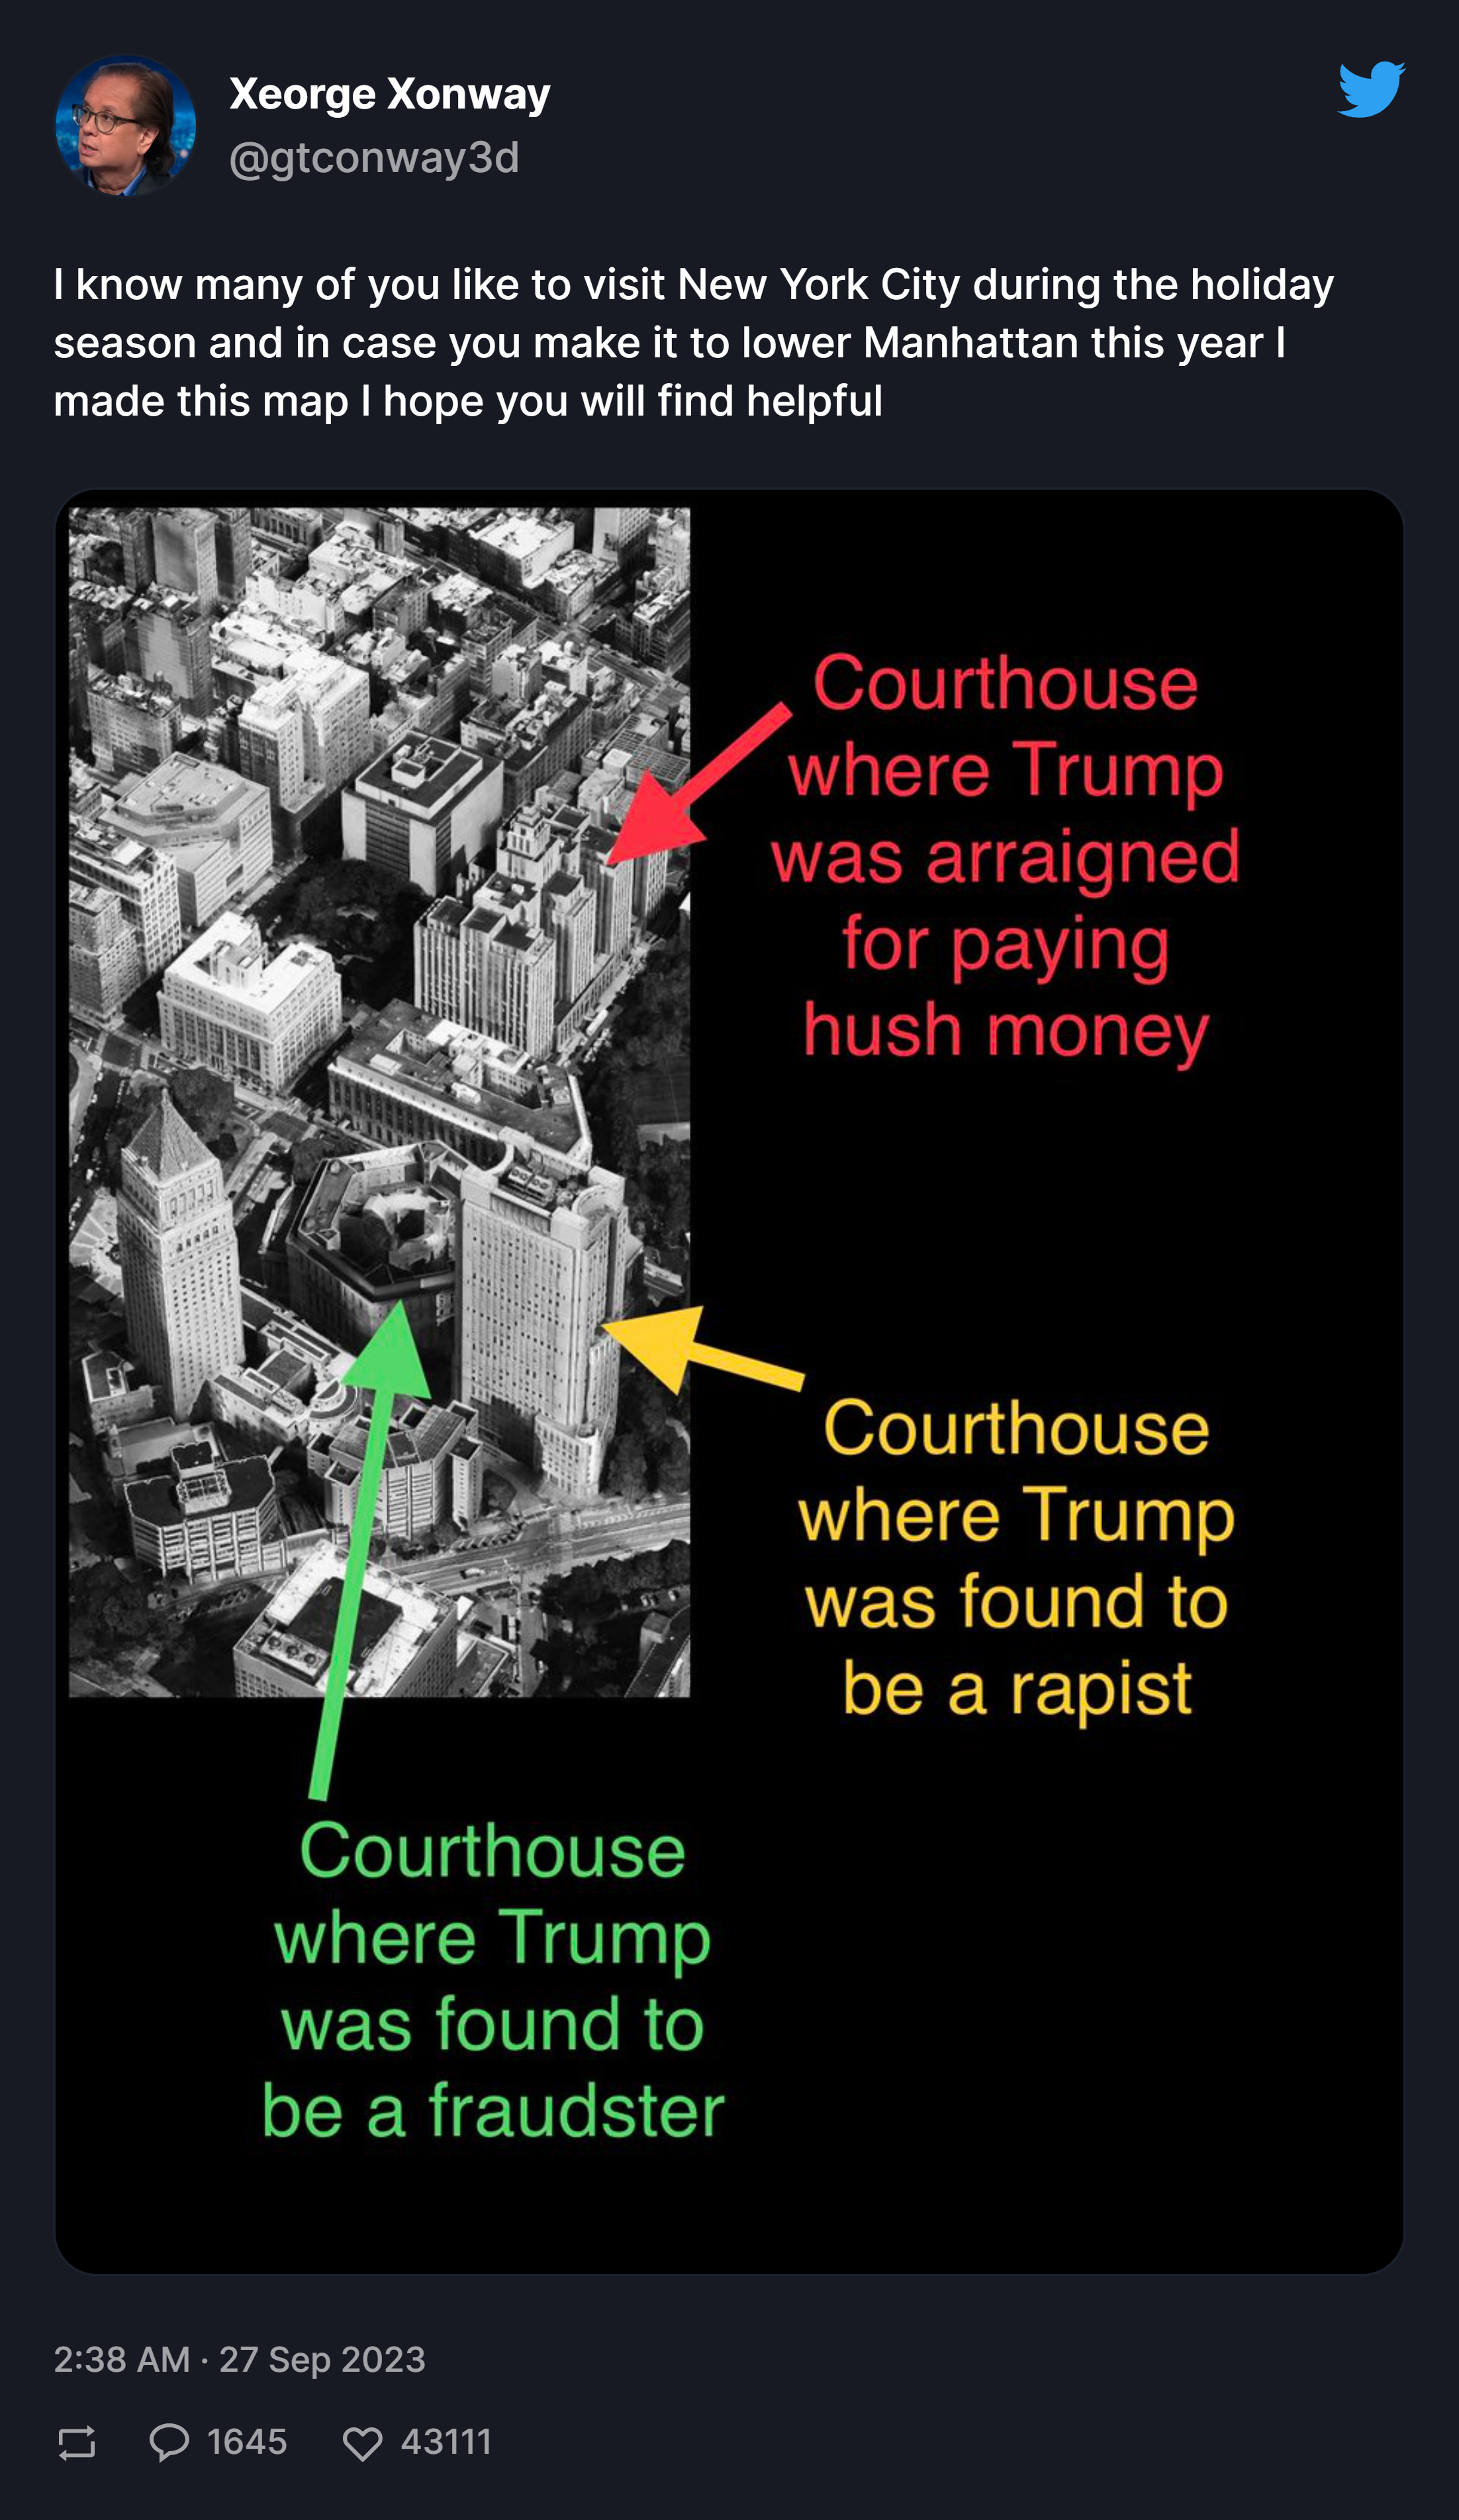 Xeorge Xonway
@gtconway3d
I know many of you like to visit New York City during the holiday
season and in case you make it to lower Manhattan this year I
made this map I hope you will find helpful
Courthouse
where Trump
was arraigned
for paying
hush money
Courthouse
where Trump
was found to
be a rapist
Courthouse
where Trump
was found to
be a fraudster
2:38 AM · 27 Sep 2023
1645 43111